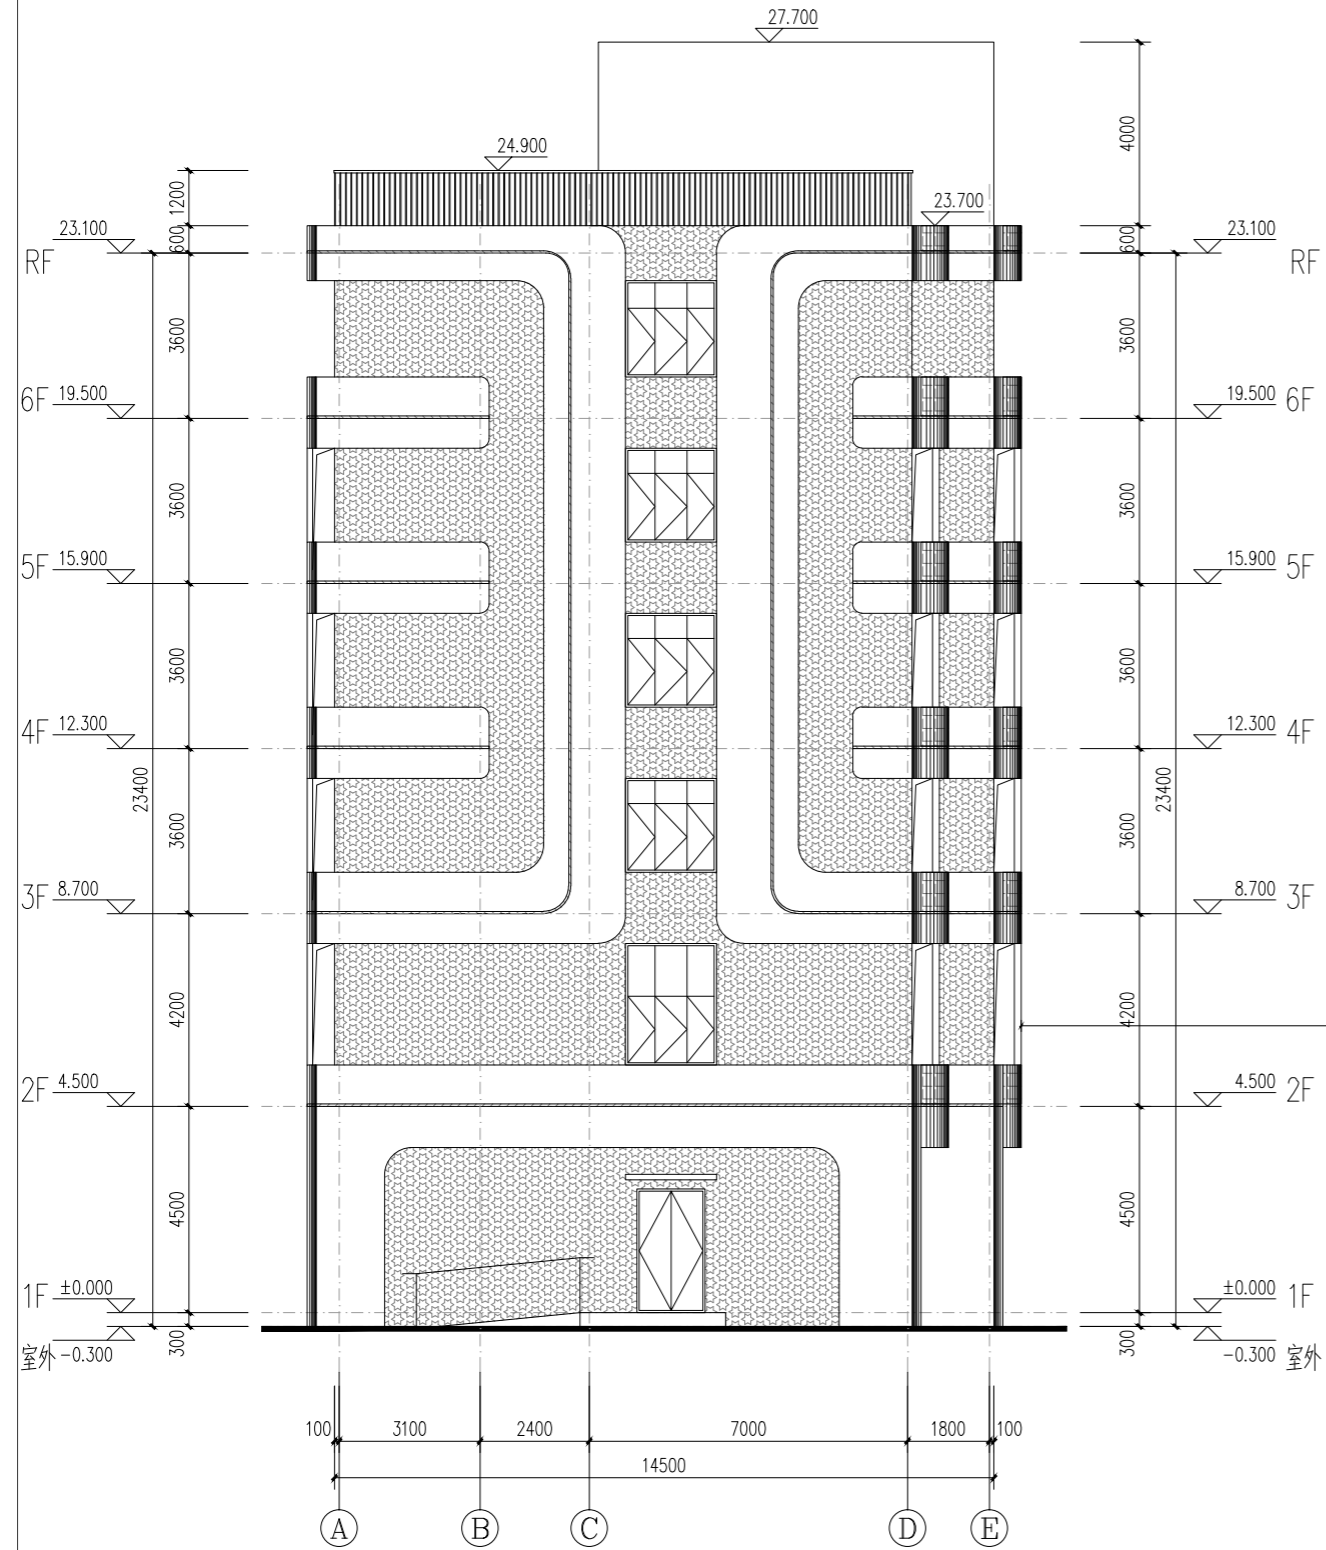 27.700
24.900
23.700
4000
1200
600
600
RF 23.100
23.100 RF
3600
3600
6F 19.500
19.500 6F
3600
3600
5F 15.900
15.900 5F
3600
3600
4F 12.300
12.300 4F
23400
23400
3600
3600
3F 8.700
8.700 3F
4200
4200
2F 4.500
4.500 2F
4500
4500
1F ±0.000
±0.000 1F
300
300
室外 -0.300
-0.300 室外
100 3100 2400 7000 1800 100
14500
A B C D E